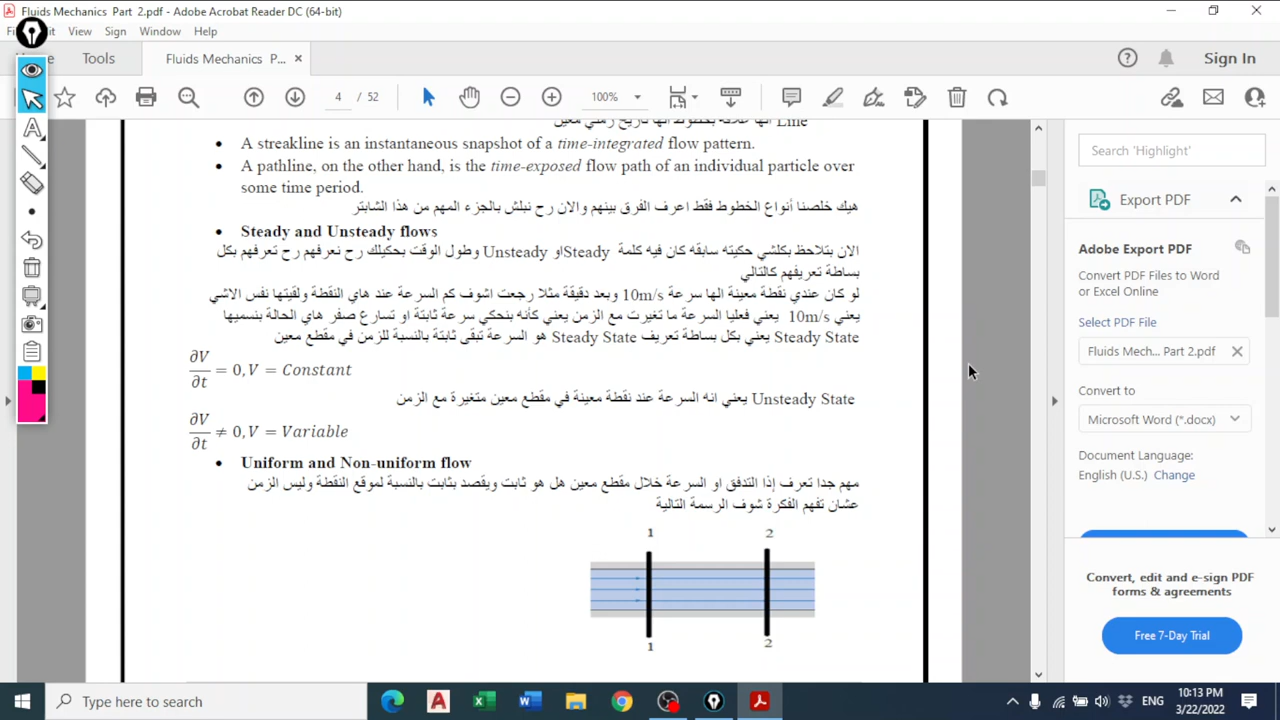 Fluids Mechanics Part 2.pdf - Adobe Acrobat Reader DC (64-bit)
View Sign Window Help
Tools Fluids Mechanics P... ×
Sign In
4 / 52 100%
Line انها علاقة بخطوط انها تاريخ زمني معين
• A streakline is an instantaneous snapshot of a time-integrated flow pattern.
• A pathline, on the other hand, is the time-exposed flow path of an individual particle over
some time period.
هيك خلصنا أنواع الخطوط فقط اعرف الفرق بينهم والان رح نبلش بالجزء المهم من هذا الشابتر
• Steady and Unsteady flows
الان بتلاحظ بكلشي حكيته سابقه كان فيه كلمة Steady او Unsteady وطول الوقت بحكيلك رح نعرفهم رح تعرفهم بكل
بساطة تعريفهم كالتالي
لو كان عندي نقطة معينة الها سرعة 10m/s وبعد دقيقة مثلا رجعت اشوف كم السرعة عند هاي النقطة ولقيتها نفس الاشي
يعني 10m/s يعني فعليا السرعة ما تغيرت مع الزمن يعني كأنه بنحكي سرعة ثابتة او تسارع صفر هاي الحالة بنسميها
Steady State يعني بكل بساطة تعريف Steady State هو السرعة تبقى ثابتة بالنسبة للزمن في مقطع معين
∂V/∂t = 0, V = Constant
Unsteady State يعني انه السرعة عند نقطة معينة في مقطع معين متغيرة مع الزمن
∂V/∂t ≠ 0, V = Variable
• Uniform and Non-uniform flow
مهم جدا تعرف إذا التدفق او السرعة خلال مقطع معين هل هو ثابت ويقصد بثابت بالنسبة لموقع النقطة وليس الزمن
عشان تفهم الفكرة شوف الرسمة التالية
1 2
1 2
Search 'Highlight'
Export PDF
Adobe Export PDF
Convert PDF Files to Word
or Excel Online
Select PDF File
Fluids Mech... Part 2.pdf ×
Convert to
Microsoft Word (*.docx)
Document Language:
English (U.S.) Change
Convert, edit and e-sign PDF
forms & agreements
Free 7-Day Trial
Type here to search
ENG
10:13 PM
3/22/2022